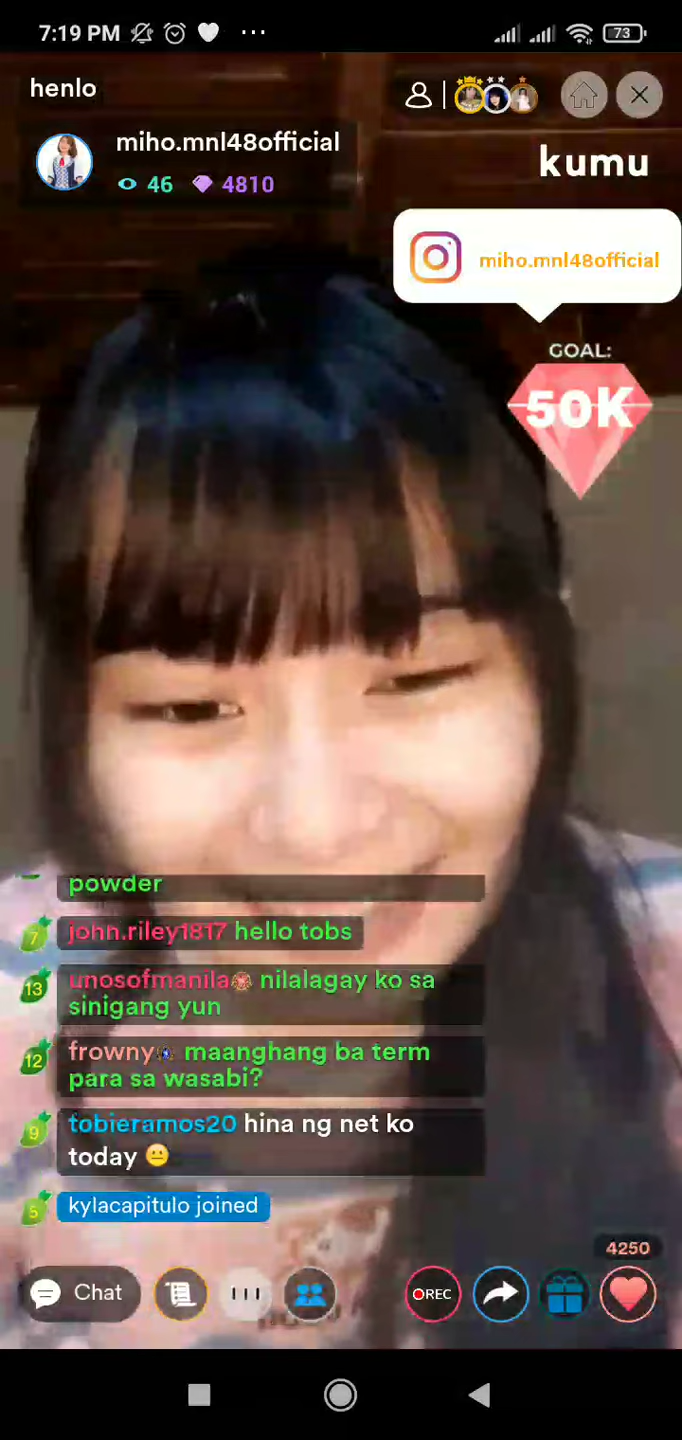 7:19 PM
73
henlo
miho.mnl48official
46 4810
kumu
miho.mnl48official
GOAL:
50K
powder
7 john.riley1817 hello tobs
13 unosofmanila nilalagay ko sa
sinigang yun
12 frowny maanghang ba term
para sa wasabi?
9 tobieramos20 hina ng net ko
today
5 kylacapitulo joined
4250
Chat
REC